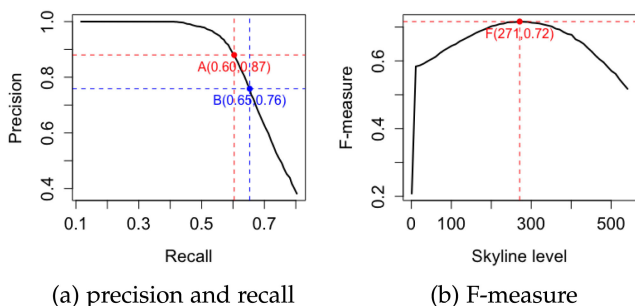 1.0
0.8
0.6
0.4
Precision
A(0.60,0.87)
B(0.65,0.76)
0.1 0.3 0.5 0.7
Recall
(a) precision and recall
0.6
0.4
0.2
F-measure
F(271,0.72)
0 100 300 500
Skyline level
(b) F-measure